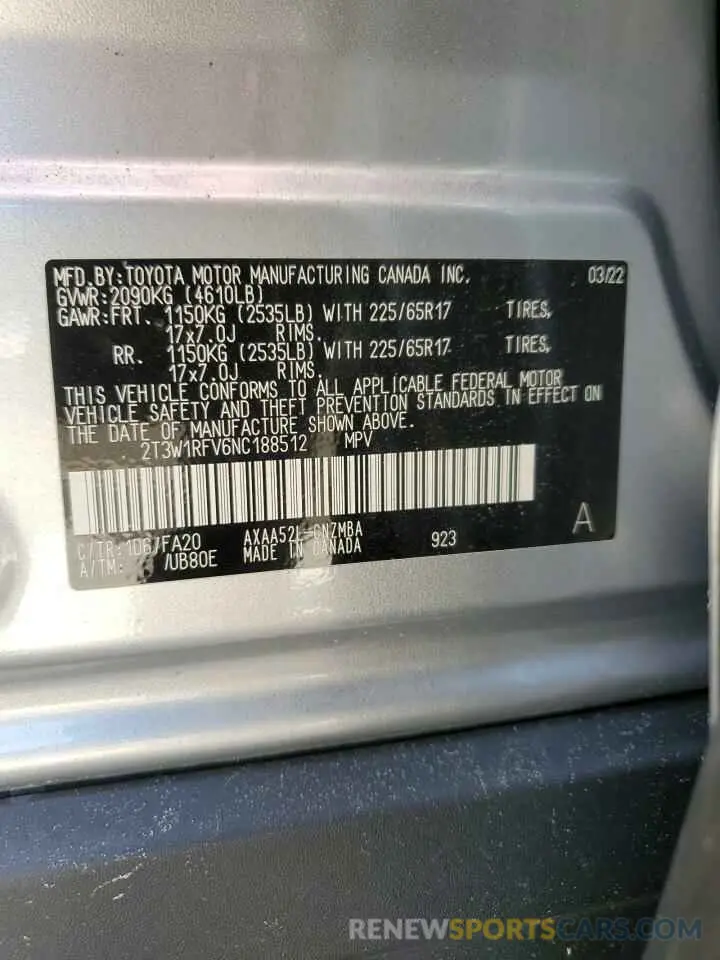 MFD.BY:TOYOTA MOTOR MANUFACTURING CANADA INC. 03/22
GVWR:2090KG (4610LB)
GAWR:FRT. 1150KG (2535LB) WITH 225/65R17 TIRES,
17x7.0J RIMS.
RR. 1150KG (2535LB) WITH 225/65R17 TIRES,
17x7.0J RIMS.
THIS VEHICLE CONFORMS TO ALL APPLICABLE FEDERAL MOTOR
VEHICLE SAFETY AND THEFT PREVENTION STANDARDS IN EFFECT ON
THE DATE OF MANUFACTURE SHOWN ABOVE.
2T3W1RFV6NC188512 MPV
C/TR:1D6/FA20 AXAA52L-CNZMBA 923 A
A/TM: /UB80E MADE IN CANADA
RENEWSPORTSCARS.COM